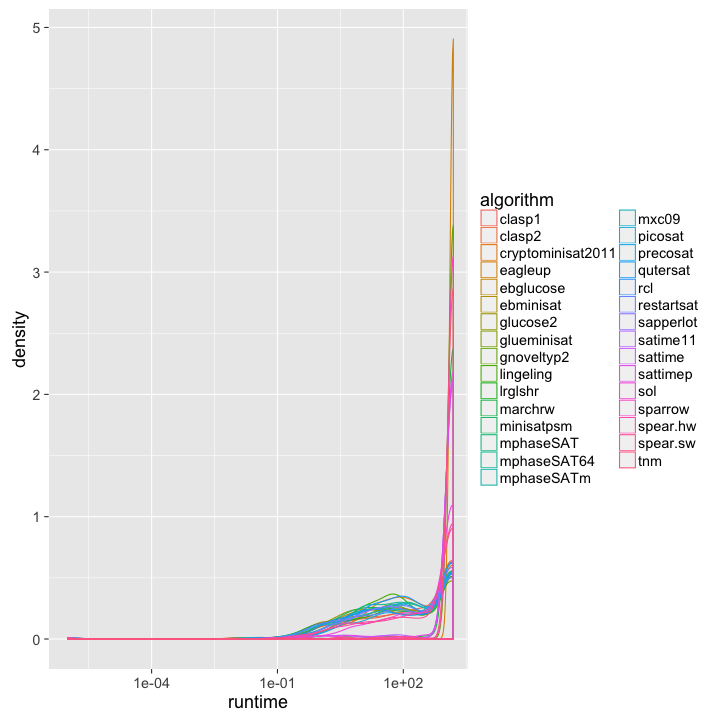 5
4
3
2
1
0
density
1e-04
1e-01
1e+02
runtime
algorithm
clasp1
clasp2
cryptominisat2011
eagleup
ebglucose
ebminisat
glucose2
glueminisat
gnoveltyp2
lingeling
lrglshr
marchrw
minisatpsm
mphaseSAT
mphaseSAT64
mphaseSATm
mxc09
picosat
precosat
qutersat
rcl
restartsat
sapperlot
satime11
sattime
sattimep
sol
sparrow
spear.hw
spear.sw
tnm